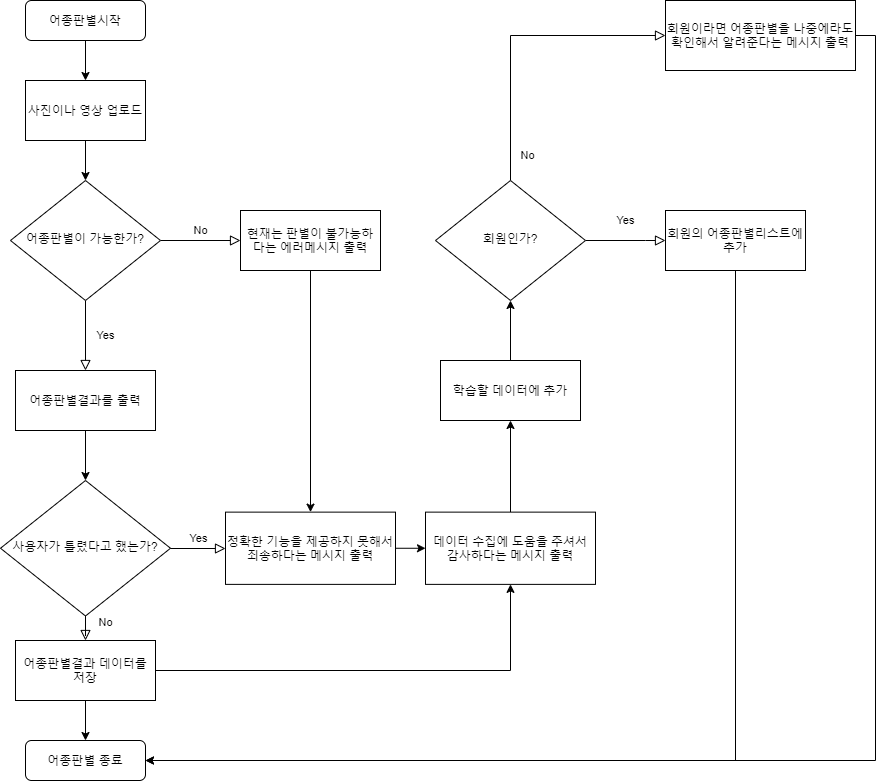 어종판별시작
회원이라면 어종판별을 나중에라도
확인해서 알려준다는 메시지 출력
사진이나 영상 업로드
No
어종판별이 가능한가?
No
현재는 판별이 불가능하
다는 에러메시지 출력
회원인가?
Yes
회원의 어종판별리스트에
추가
Yes
어종판별결과를 출력
학습할 데이터에 추가
사용자가 틀렸다고 했는가?
Yes
정확한 기능을 제공하지 못해서
죄송하다는 메시지 출력
데이터 수집에 도움을 주셔서
감사하다는 메시지 출력
No
어종판별결과 데이터를
저장
어종판별 종료